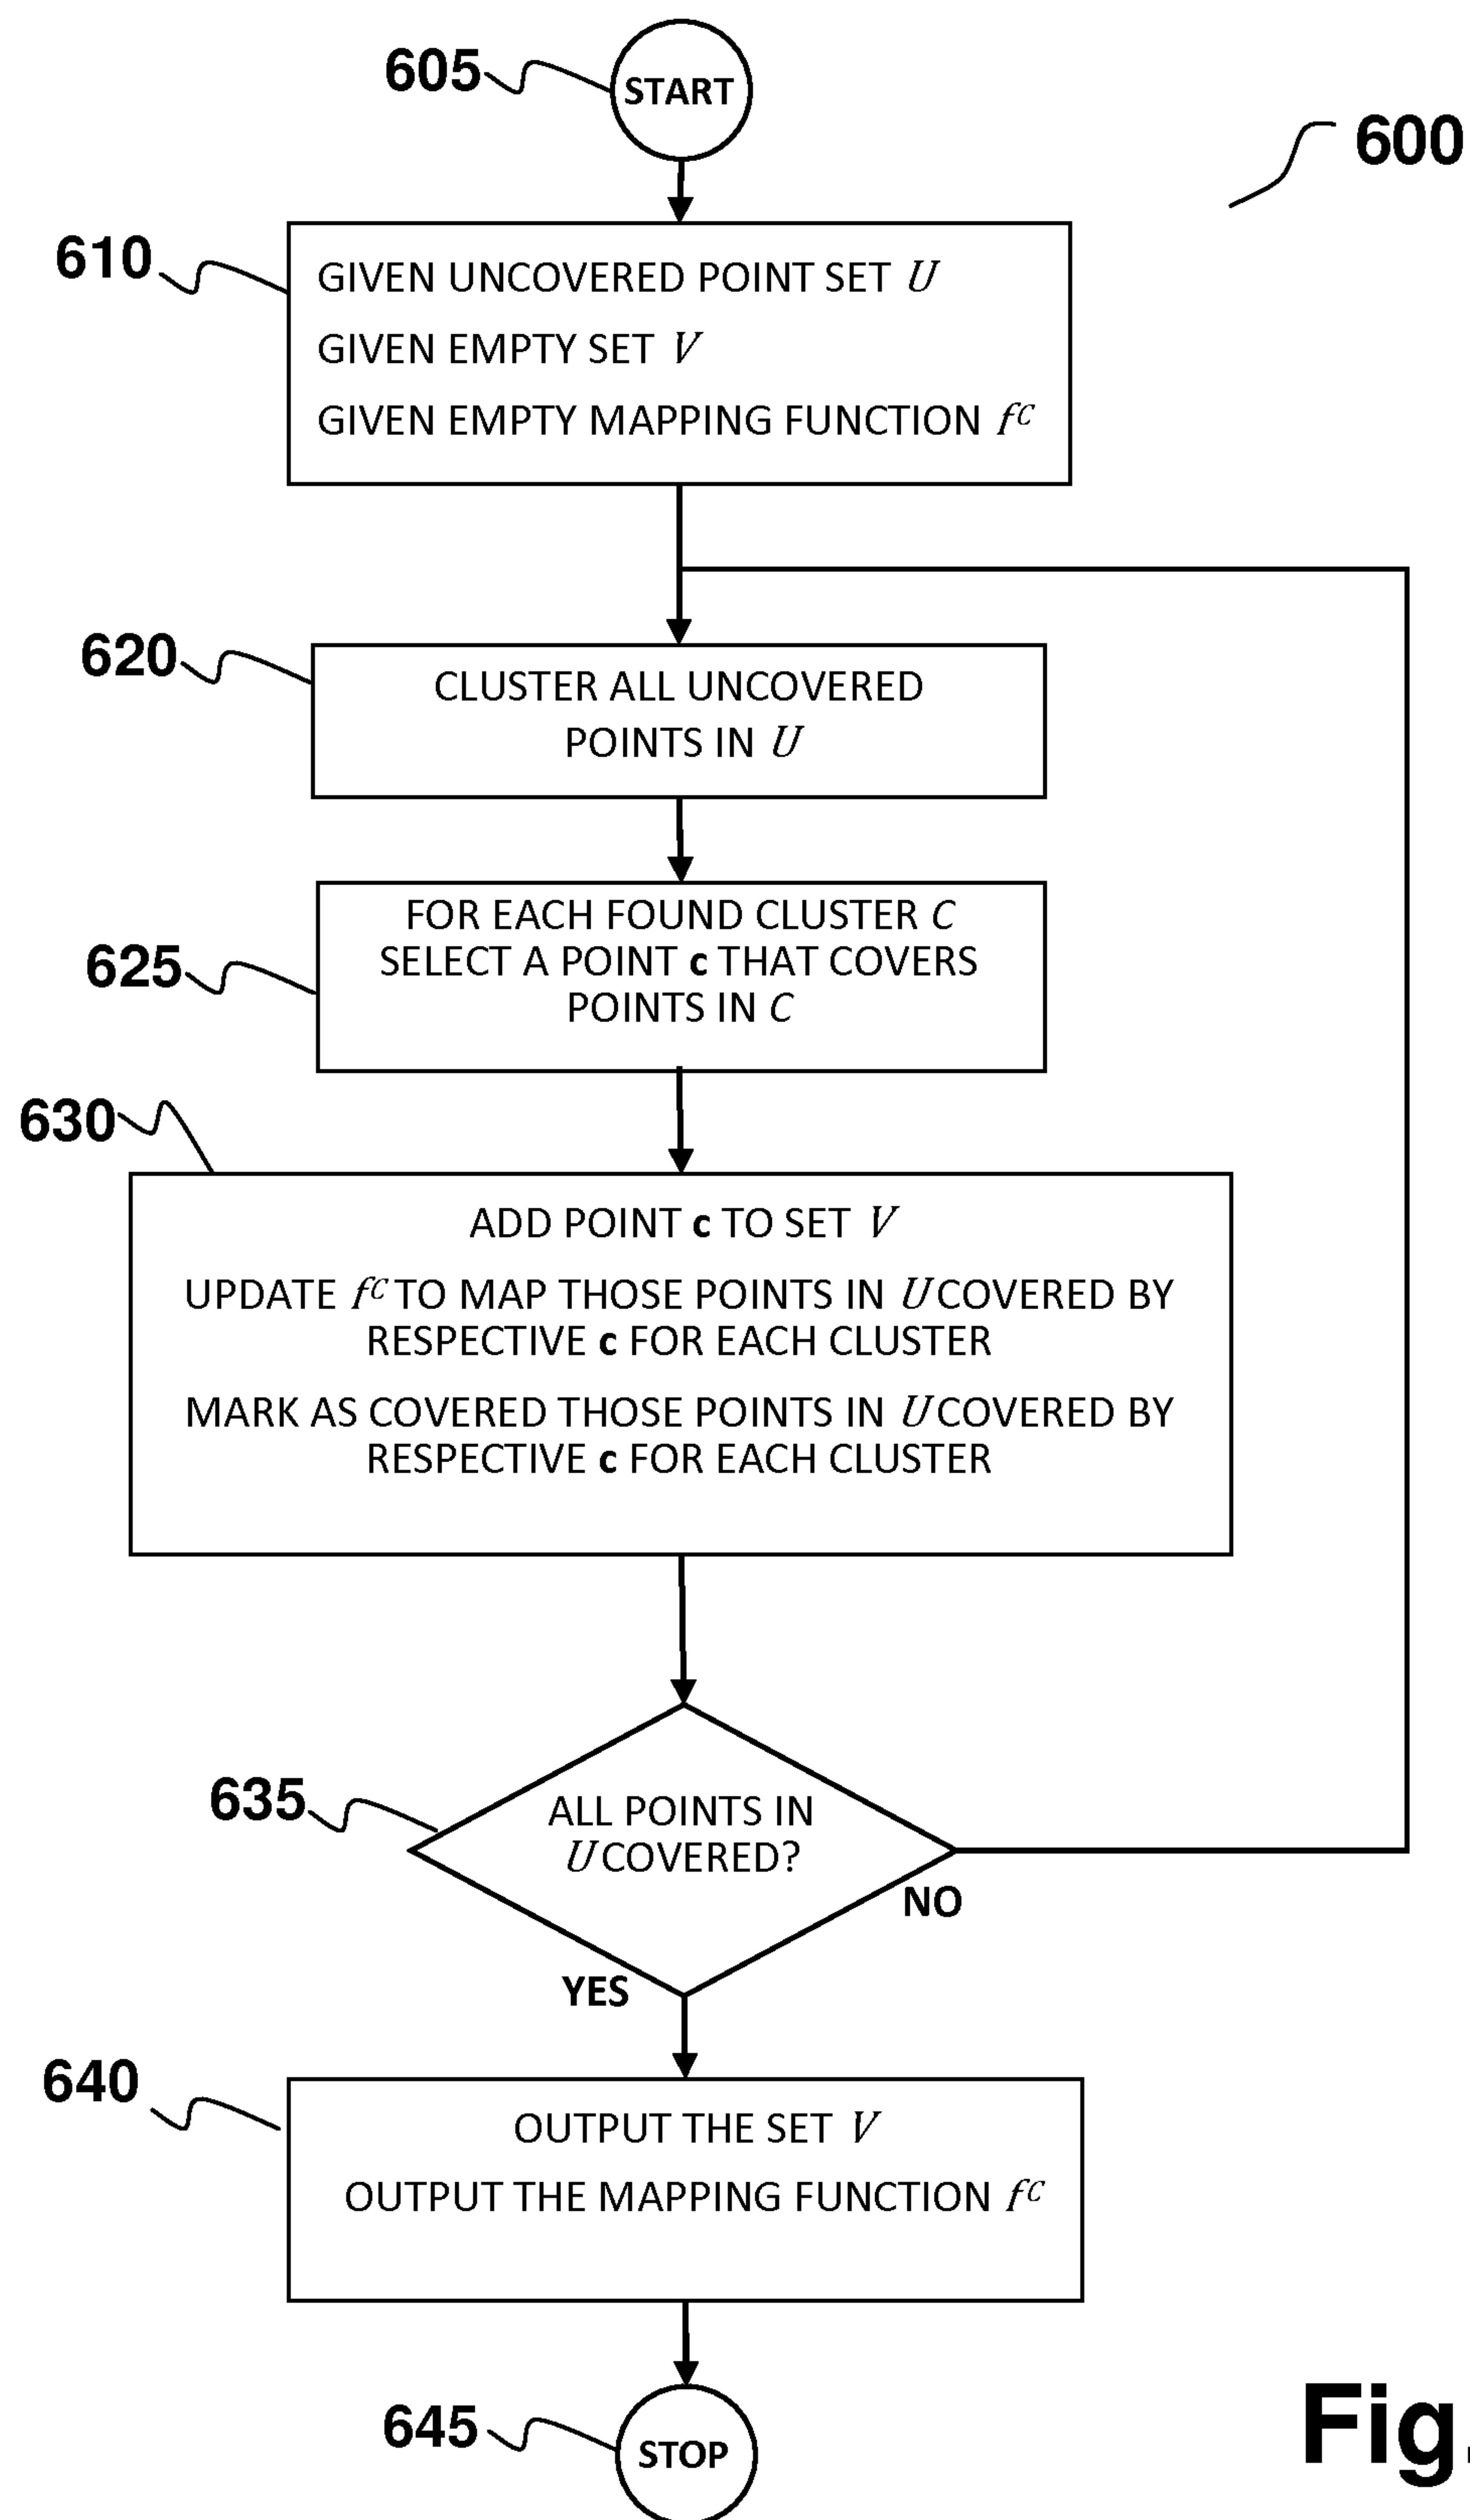 605
START
600
610
GIVEN UNCOVERED POINT SET U
GIVEN EMPTY SET V
GIVEN EMPTY MAPPING FUNCTION f^C
620
CLUSTER ALL UNCOVERED
POINTS IN U
FOR EACH FOUND CLUSTER C
SELECT A POINT c THAT COVERS
625
POINTS IN C
630
ADD POINT c TO SET V
UPDATE f^C TO MAP THOSE POINTS IN U COVERED BY
RESPECTIVE c FOR EACH CLUSTER
MARK AS COVERED THOSE POINTS IN U COVERED BY
RESPECTIVE c FOR EACH CLUSTER
635
ALL POINTS IN
U COVERED?
NO
YES
640
OUTPUT THE SET V
OUTPUT THE MAPPING FUNCTION f^C
645
STOP
Fig.